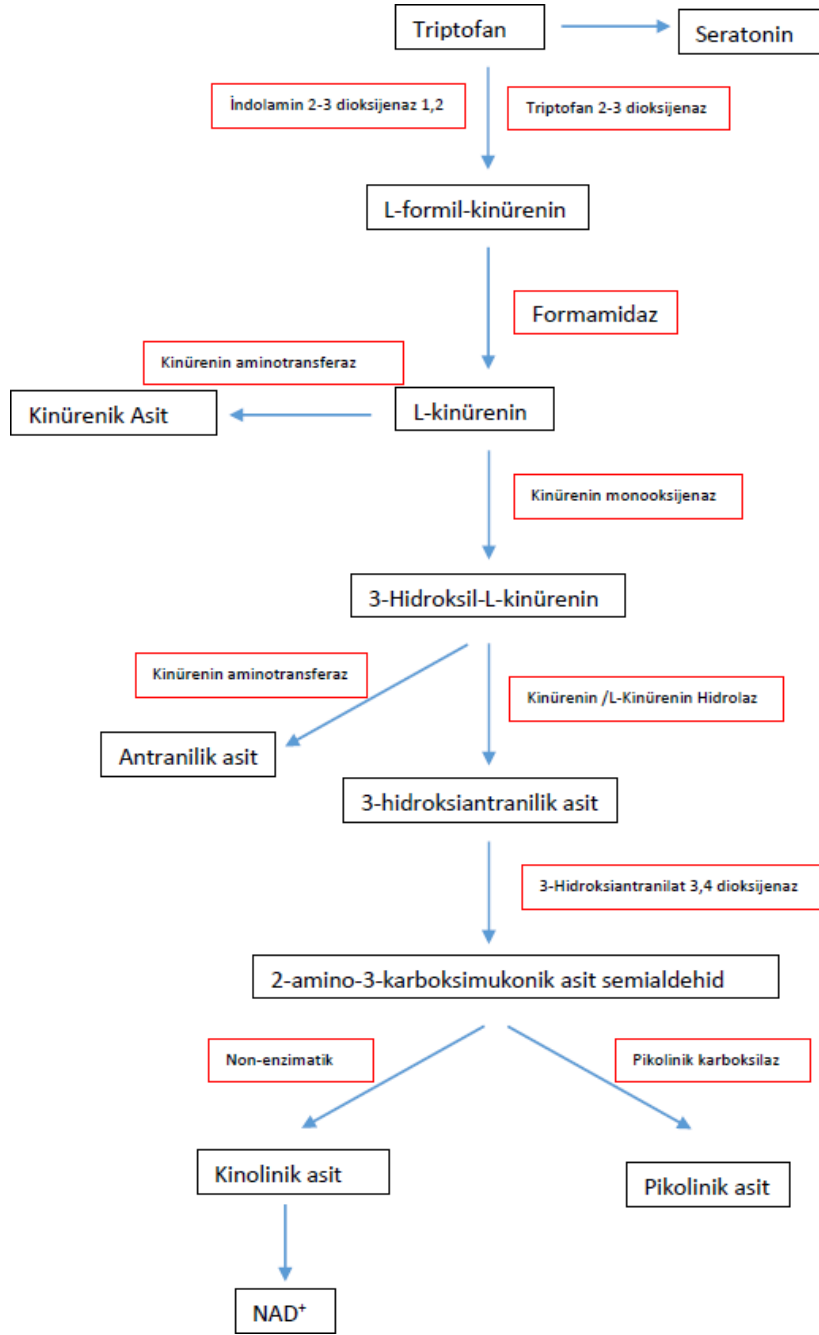 Triptofan
Seratonin
İndolamin 2-3 dioksijenaz 1,2
Triptofan 2-3 dioksijenaz
L-formil-kinürenin
Formamidaz
Kinürenin aminotransferaz
Kinürenik Asit
L-kinürenin
Kinürenin monooksijenaz
3-Hidroksil-L-kinürenin
Kinürenin aminotransferaz
Kinürenin /L-Kinürenin Hidrolaz
Antranilik asit
3-hidroksiantranilik asit
3-Hidroksiantranilat 3,4 dioksijenaz
2-amino-3-karboksimukonik asit semialdehid
Non-enzimatik
Pikolinik karboksilaz
Kinolinik asit
Pikolinik asit
NAD⁺